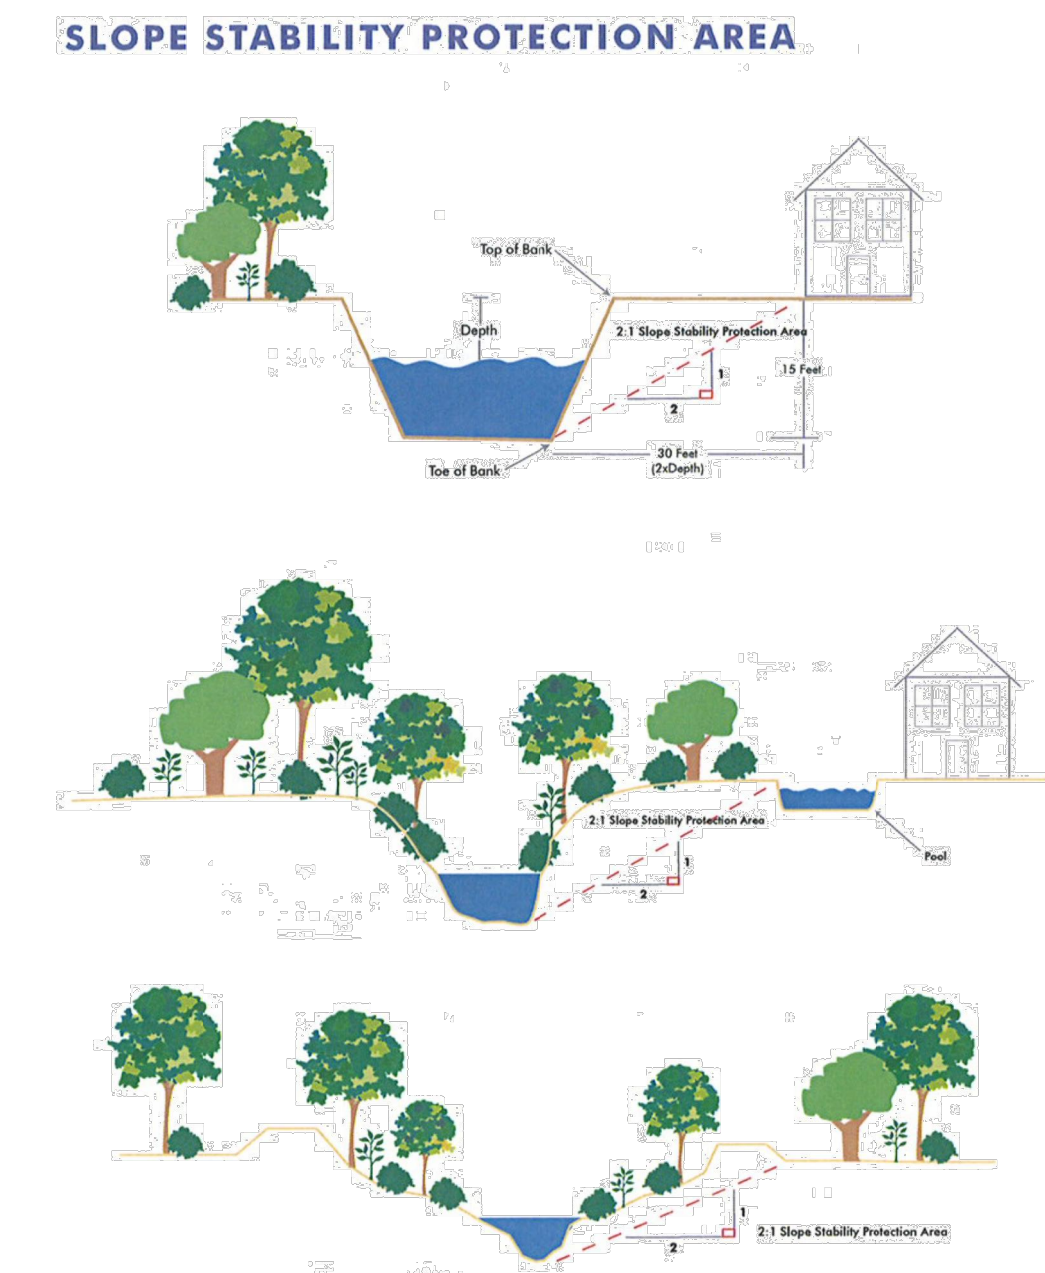 SLOPE STABILITY PROTECTION AREA
Top of Bank
Depth
2:1 Slope Stability Protection Area
1
2
15 Feet
30 Feet
(2xDepth)
Toe of Bank
2:1 Slope Stability Protection Area
1
2
Pool
1
2
2:1 Slope Stability Protection Area